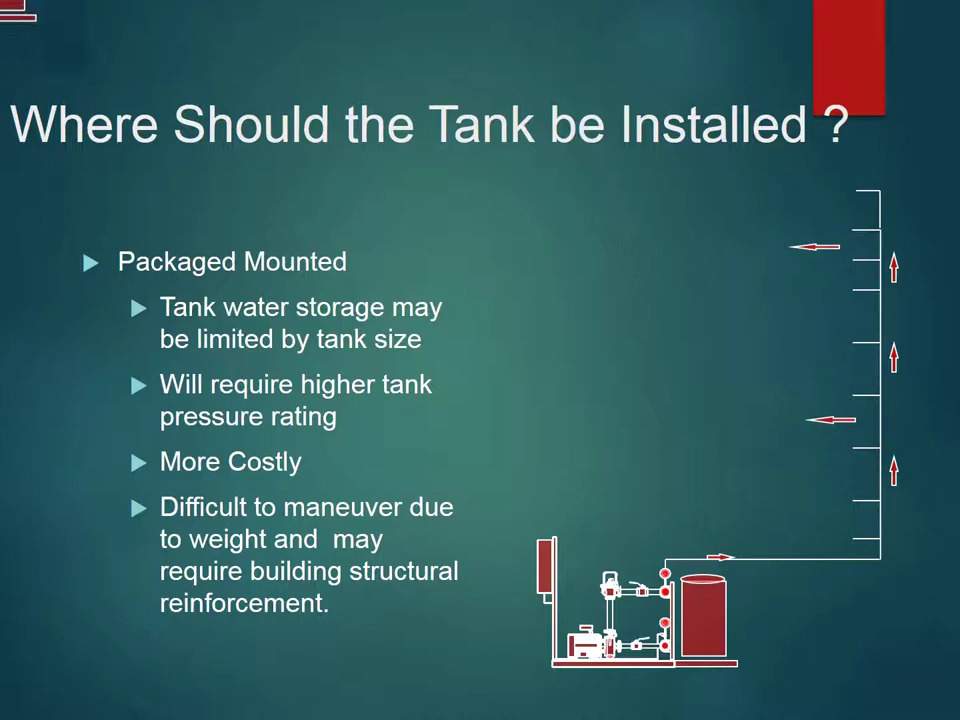 Where Should the Tank be Installed ?
Packaged Mounted
Tank water storage may
be limited by tank size
Will require higher tank
pressure rating
More Costly
Difficult to maneuver due
to weight and  may
require building structural
reinforcement.